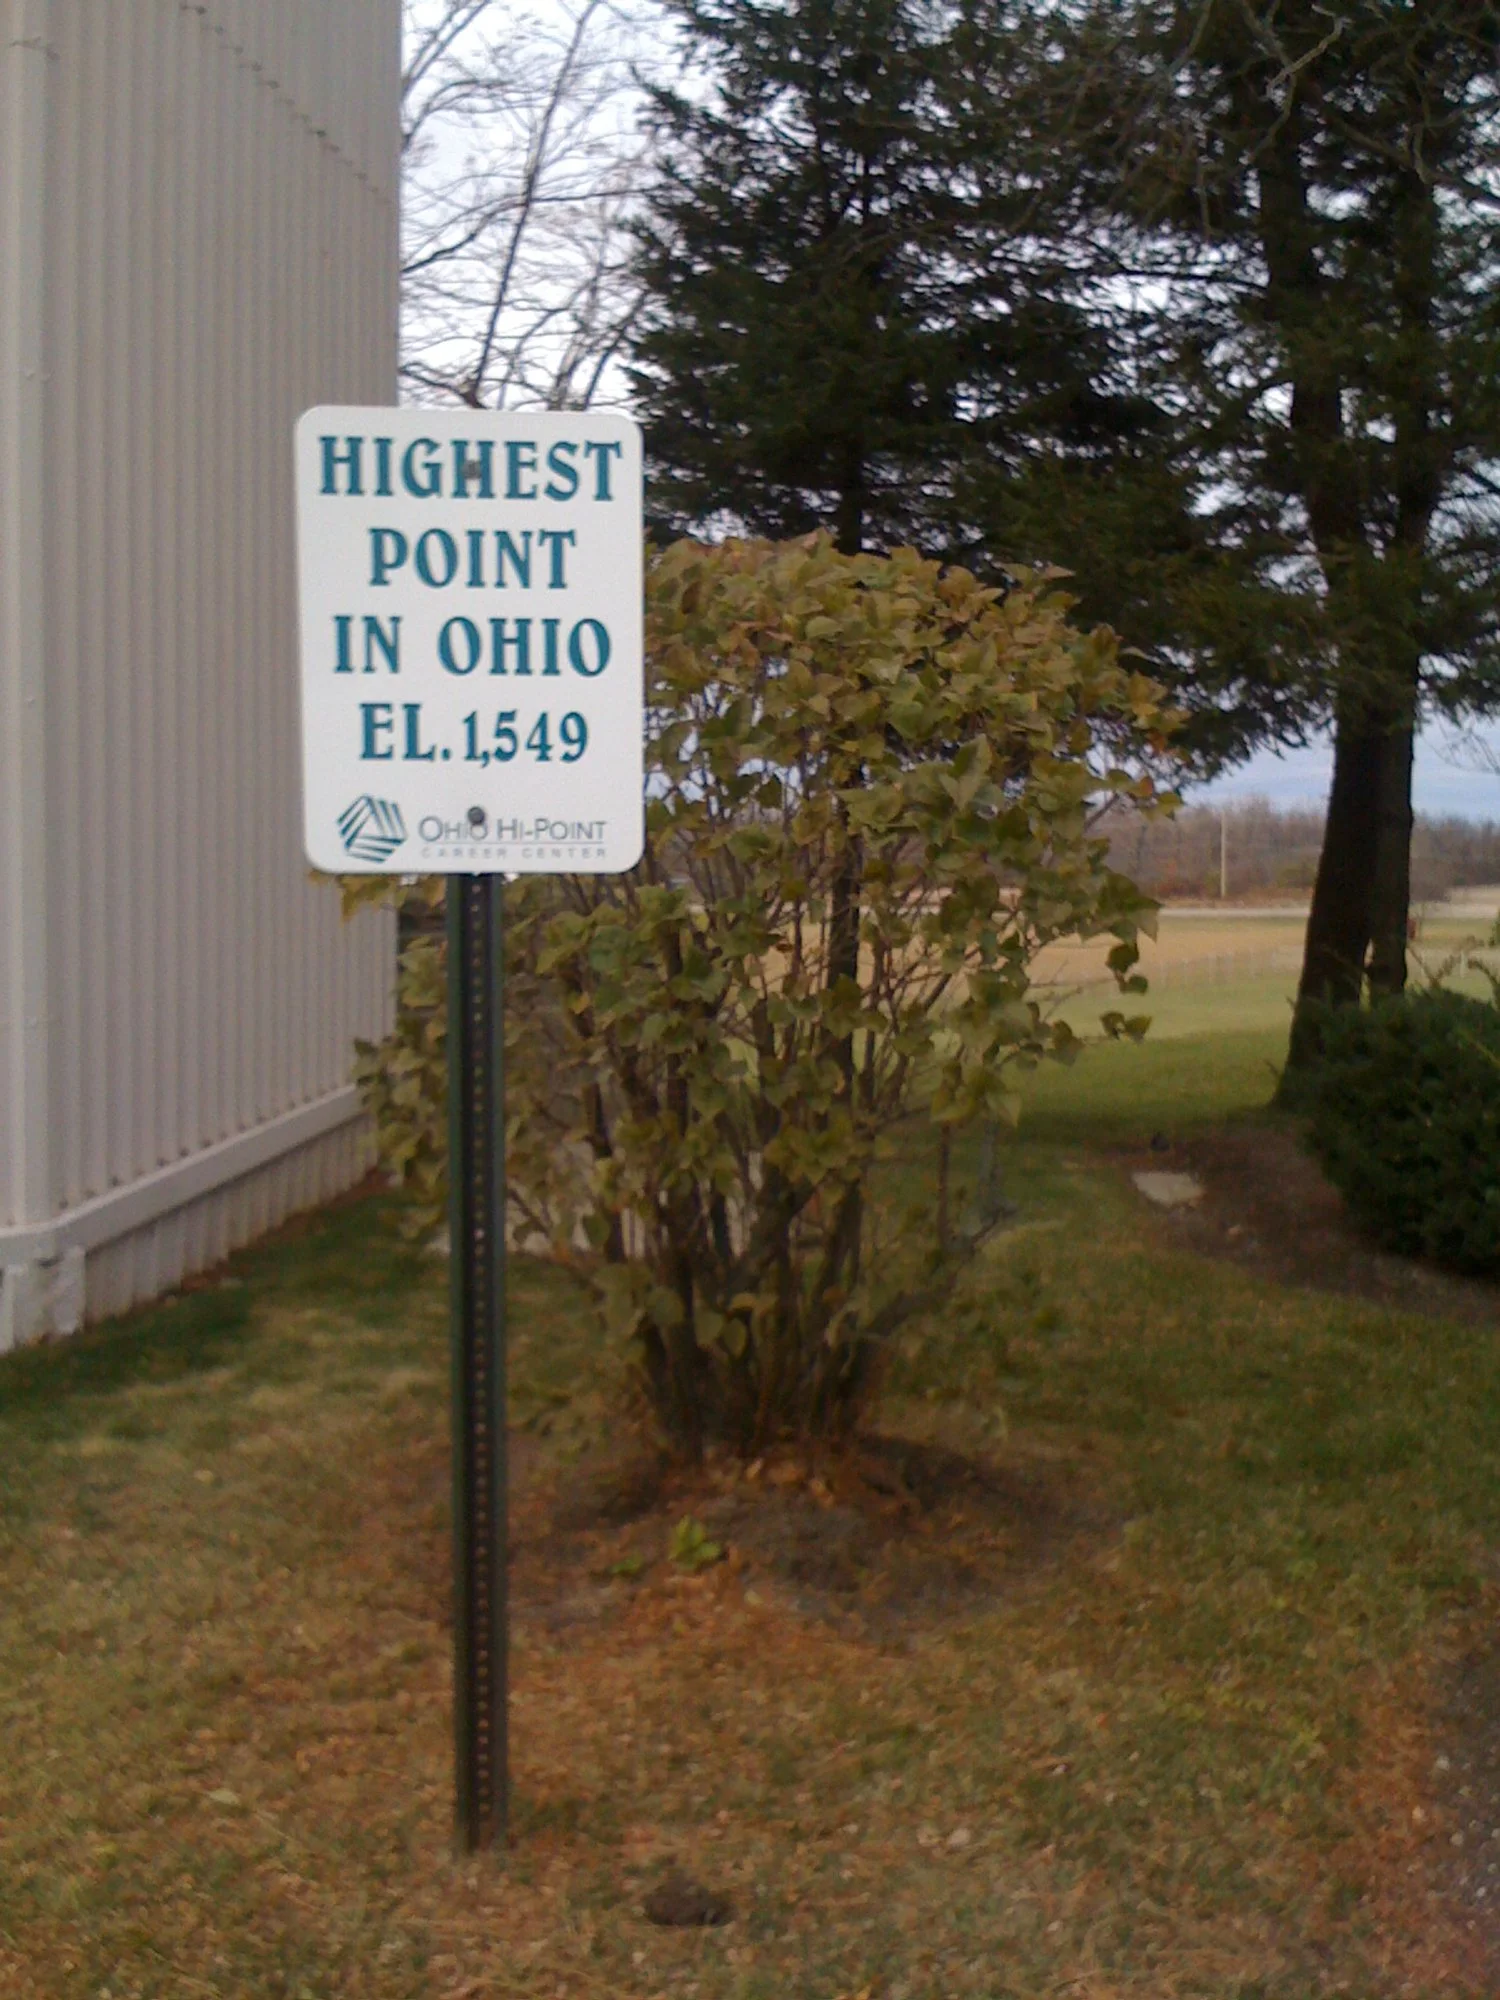 HIGHEST
POINT
IN OHIO
EL. 1,549
OHIO HI-POINT
CAREER CENTER